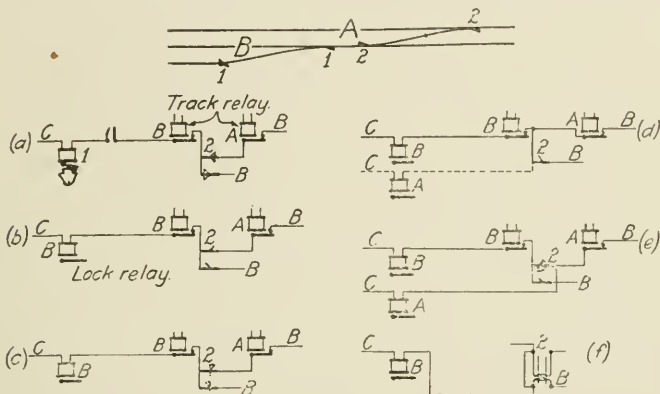 2
A
B
1 1 2
Track relay.
(a) C 1 B 2 A B
B
(b) C B B 2 A B
B
Lock relay.
(c) C B B 2 A B
B
C B B A B (d)
2
B
C A
C B B A B (e)
2
B
C A
C B 2 B (f)